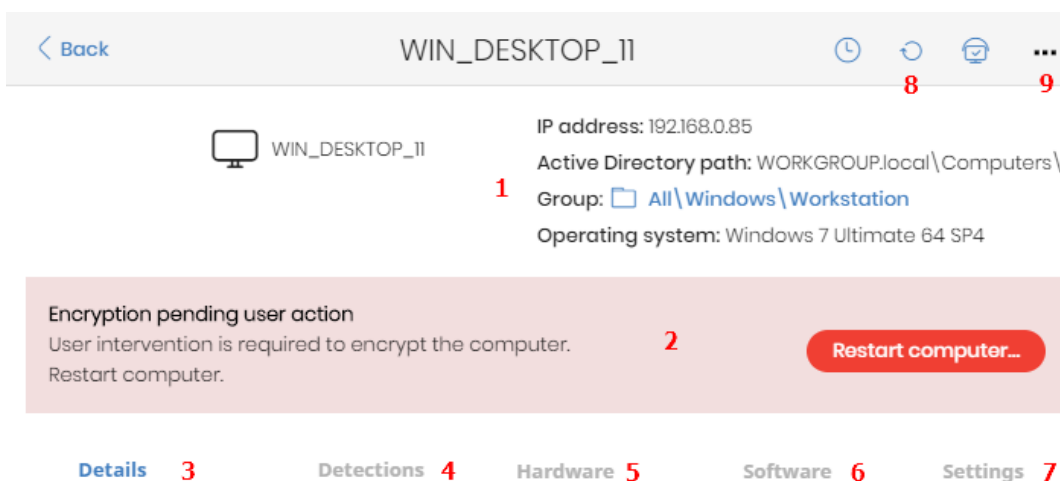 Back
WIN_DESKTOP_11
8
9
WIN_DESKTOP_11
IP address: 192.168.0.85
Active Directory path: WORKGROUP.local\Computers\
1
Group: All\Windows\Workstation
Operating system: Windows 7 Ultimate 64 SP4
Encryption pending user action
User intervention is required to encrypt the computer.
2
Restart computer...
Restart computer.
Details 3 Detections 4 Hardware 5 Software 6 Settings 7